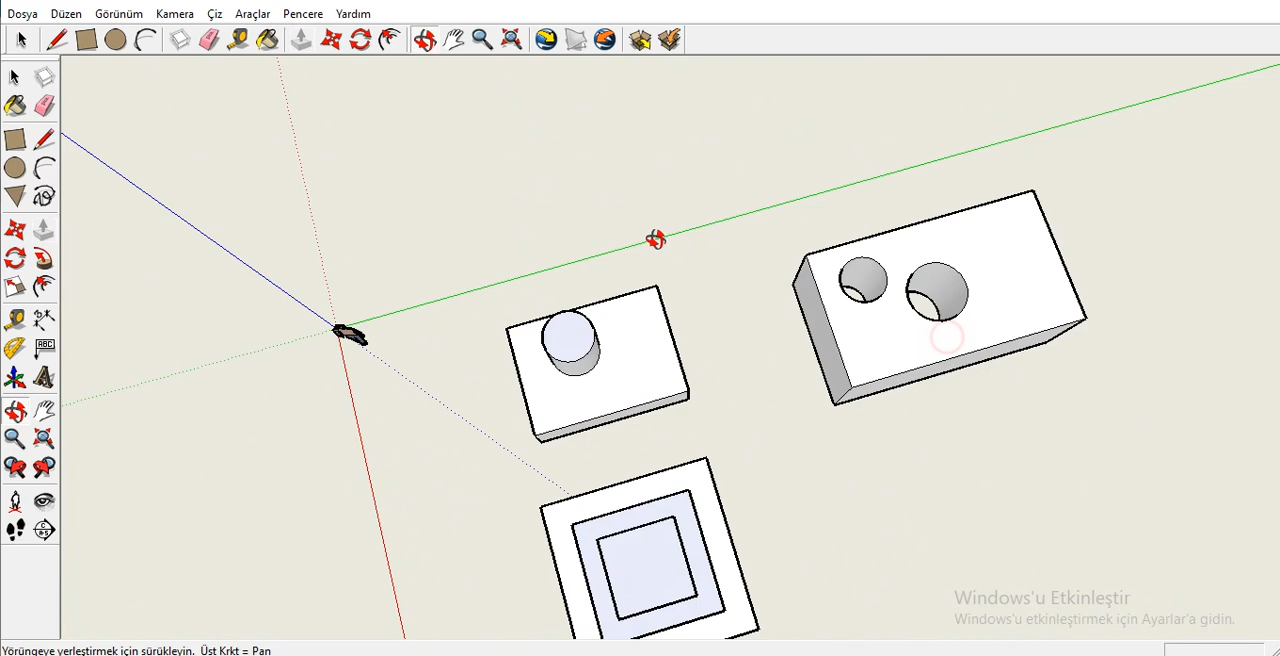 Dosya Düzen Görünüm Kamera Çiz Araçlar Pencere Yardım
ABC
A
C
Windows'u Etkinleştir
Windows'u etkinleştirmek için Ayarlar'a gidin.
Yörüngeye yerleştirmek için sürükleyin. Üst Krkt = Pan